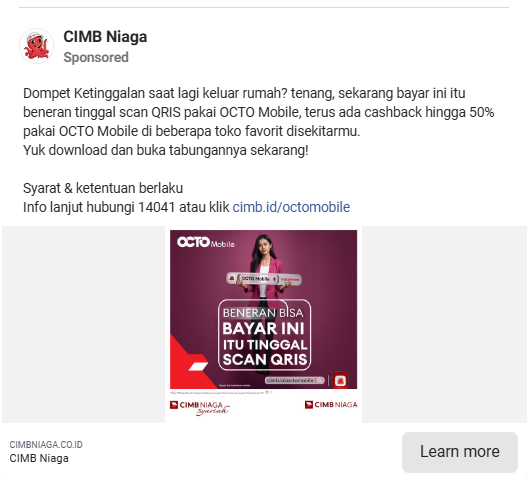 CIMB Niaga
Sponsored
Dompet Ketinggalan saat lagi keluar rumah? tenang, sekarang bayar ini itu
beneran tinggal scan QRIS pakai OCTO Mobile, terus ada cashback hingga 50%
pakai OCTO Mobile di beberapa toko favorit disekitarmu.
Yuk download dan buka tabungannya sekarang!
Syarat & ketentuan berlaku
Info lanjut hubungi 14041 atau klik cimb.id/octomobile
OCTO Mobile
OCTO Mobile
BENERAN BISA
BAYAR INI
ITU TINGGAL
SCAN QRIS
cimb.id/octomobile
CIMB NIAGA
Syariah
CIMB NIAGA
CIMBNIAGA.CO.ID
CIMB Niaga
Learn more